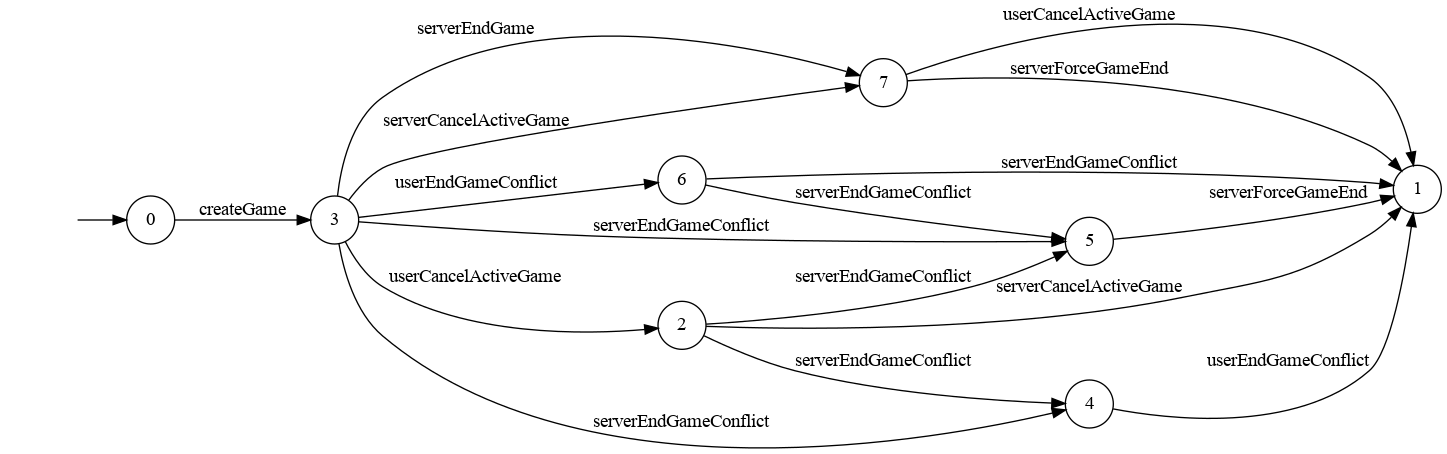 userCancelActiveGame
serverEndGame
serverForceGameEnd
7
serverCancelActiveGame
serverEndGameConflict
userEndGameConflict
6
serverEndGameConflict
serverForceGameEnd
1
createGame
0
3
serverEndGameConflict
5
userCancelActiveGame
serverEndGameConflict
serverCancelActiveGame
2
serverEndGameConflict
userEndGameConflict
4
serverEndGameConflict